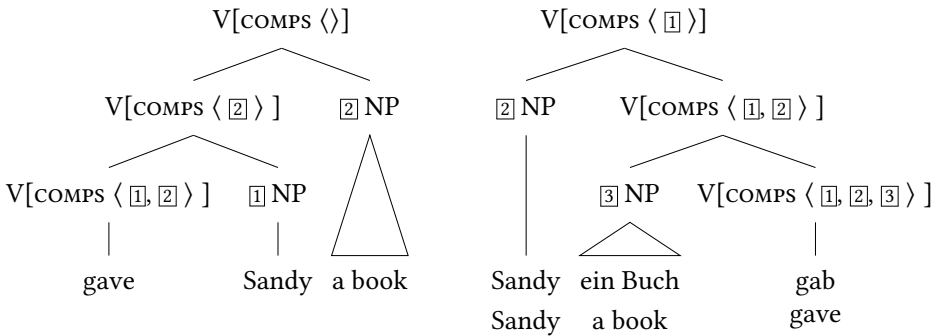 V[COMPS ⟨⟩] V[COMPS ⟨ 1 ⟩]
V[COMPS ⟨ 2 ⟩ ] 2 NP 2 NP V[COMPS ⟨ 1, 2 ⟩ ]
V[COMPS ⟨ 1, 2 ⟩ ] 1 NP 3 NP V[COMPS ⟨ 1, 2, 3 ⟩ ]
gave Sandy a book Sandy ein Buch gab
Sandy a book gave